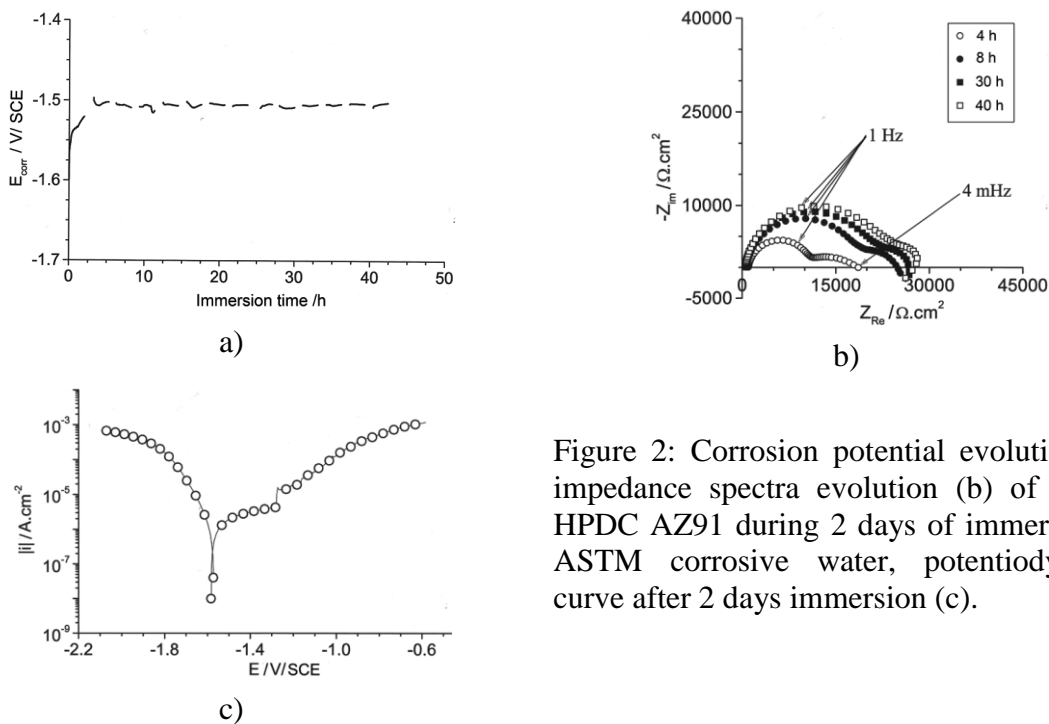 -1.4
-1.5
-1.6
-1.7
E_corr / V/ SCE
0 10 20 30 40 50
Immersion time /h
a)
40000
25000
10000
-5000
-Z_im /Ω.cm²
4 h
8 h
30 h
40 h
1 Hz
4 mHz
15000 30000 45000
Z_Re /Ω.cm²
b)
10⁻³
10⁻⁵
10⁻⁷
10⁻⁹
|i| /A.cm⁻²
-2.2 -1.8 -1.4 -1.0 -0.6
E /V/SCE
c)
Figure 2: Corrosion potential evoluti
impedance spectra evolution (b) of
HPDC AZ91 during 2 days of immer
ASTM corrosive water, potentiody
curve after 2 days immersion (c).